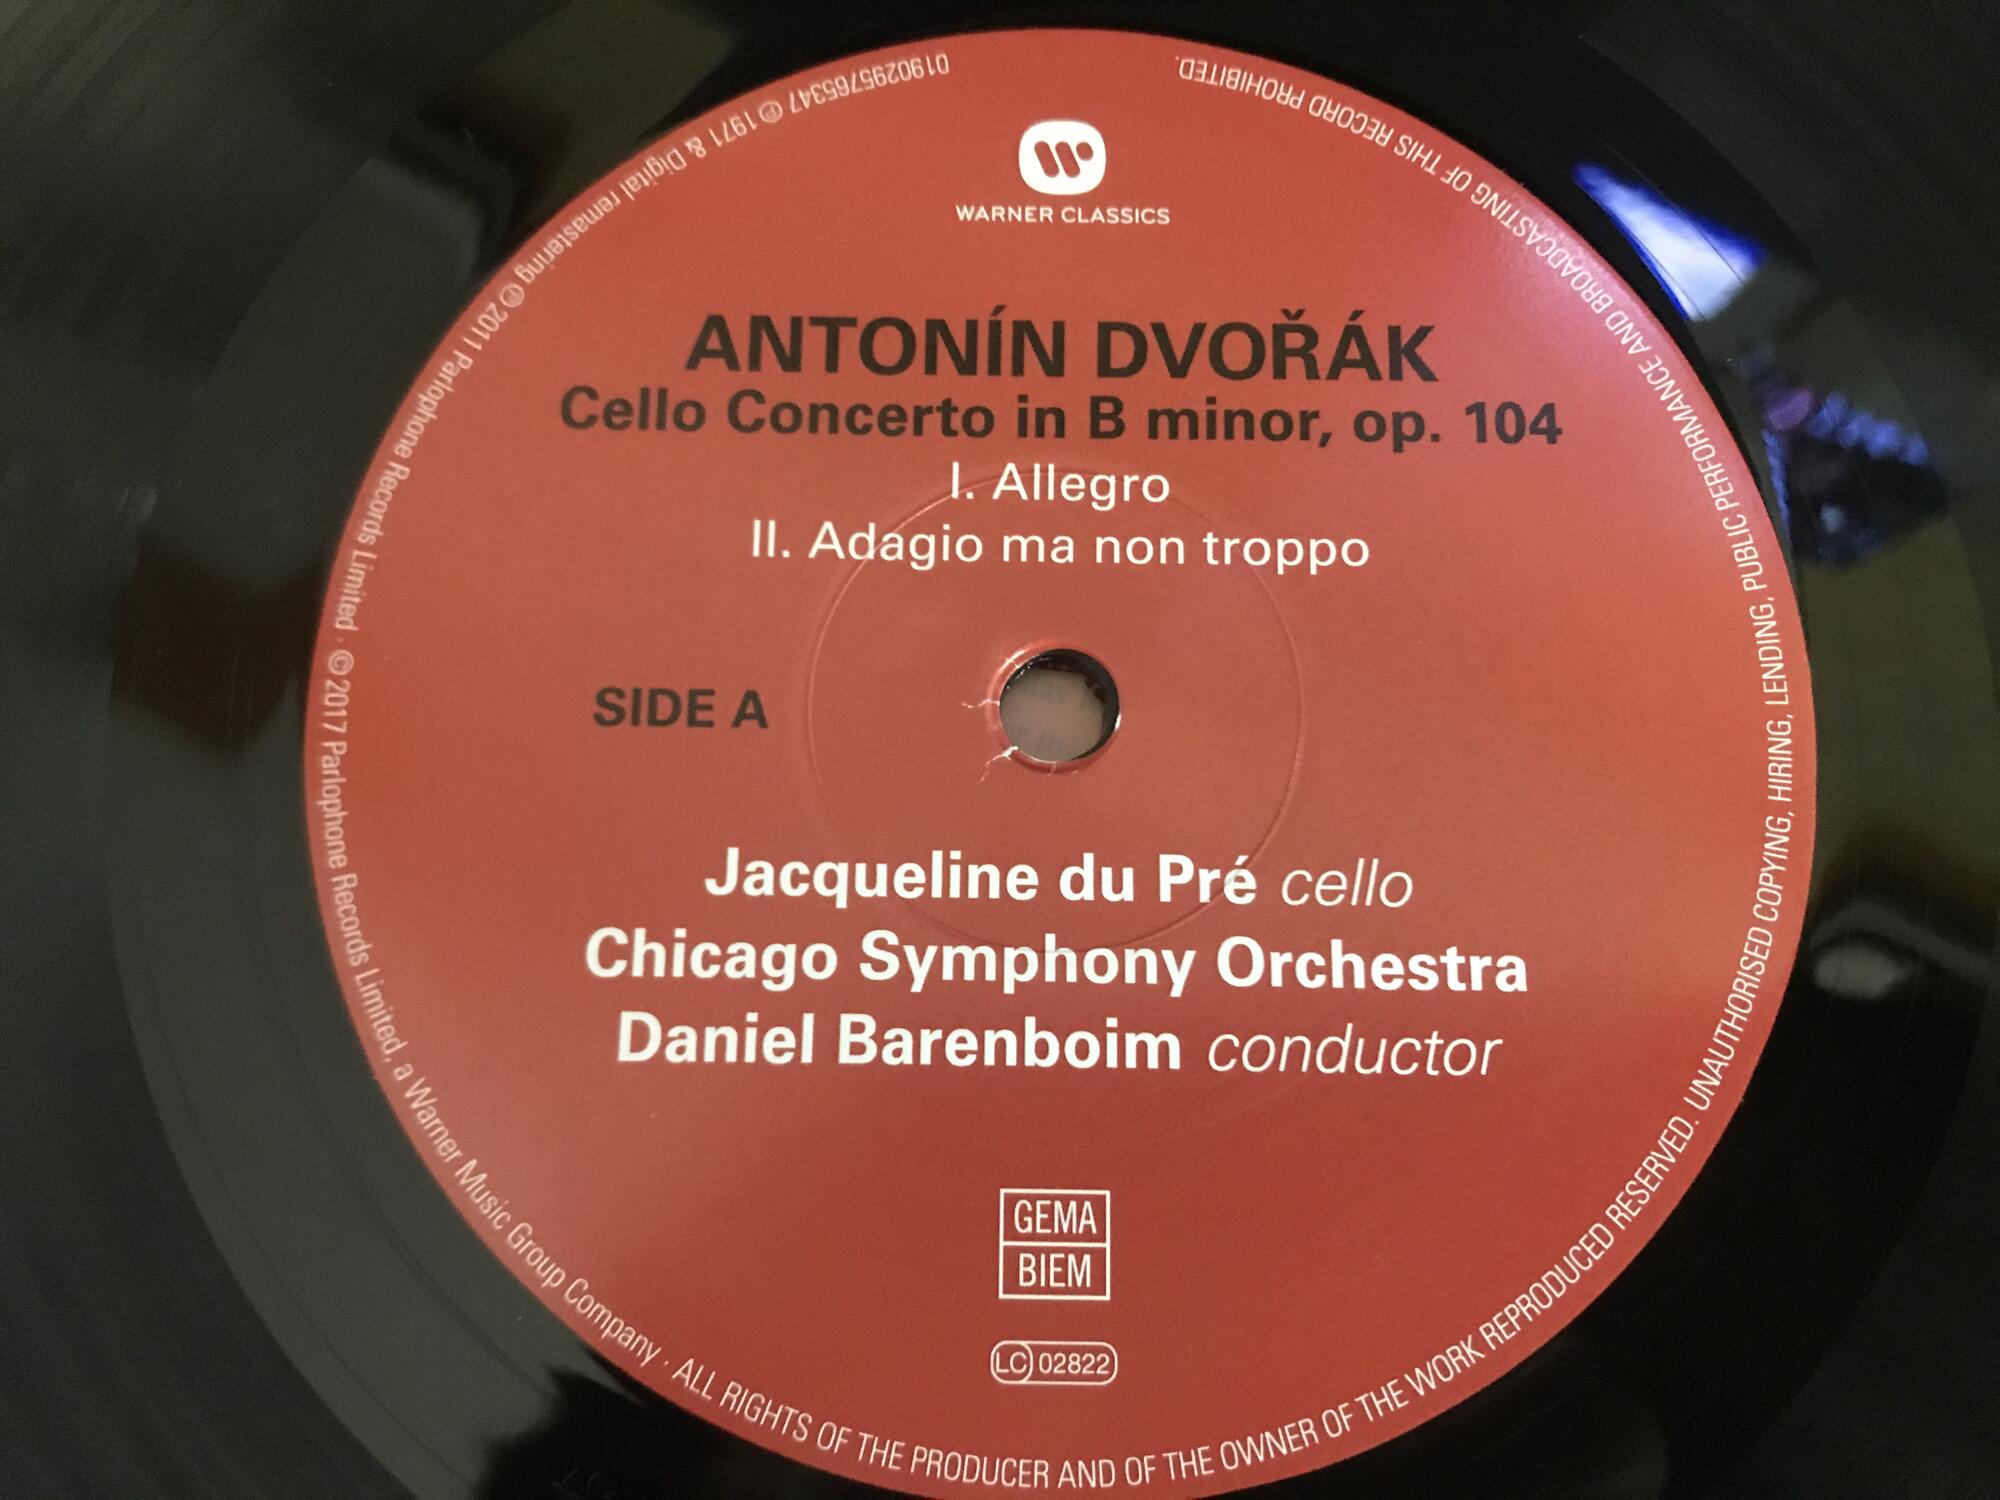 WARNER CLASSICS
ANTONÍN DVOŘÁK
Cello Concerto in B minor, op. 104
I. Allegro
II. Adagio ma non troppo
SIDE A
Jacqueline du Pré cello
Chicago Symphony Orchestra
Daniel Barenboim conductor
GEMA
BIEM
LC 02822
0190295765347 ℗ 1971 & Digital remastering ℗ 2011 Parlophone Records Limited · © 2017 Parlophone Records Limited, a Warner Music Group Company · ALL RIGHTS OF THE PRODUCER AND OF THE OWNER OF THE WORK REPRODUCED RESERVED. UNAUTHORISED COPYING, HIRING, LENDING, PUBLIC PERFORMANCE AND BROADCASTING OF THIS RECORD PROHIBITED.